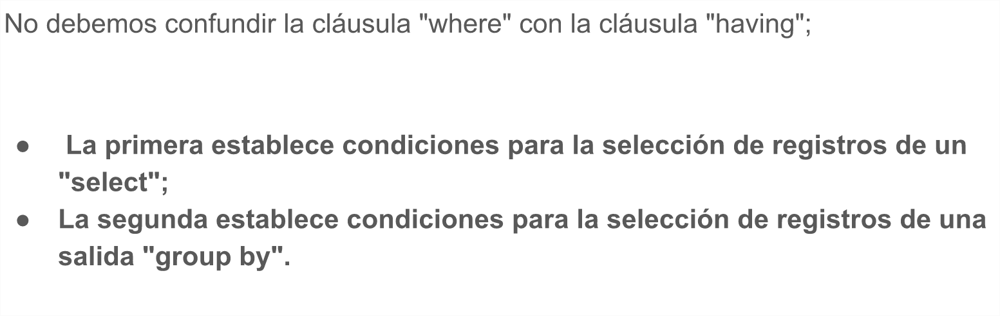 No debemos confundir la cláusula "where" con la cláusula "having";
● La primera establece condiciones para la selección de registros de un
"select";
● La segunda establece condiciones para la selección de registros de una
salida "group by".